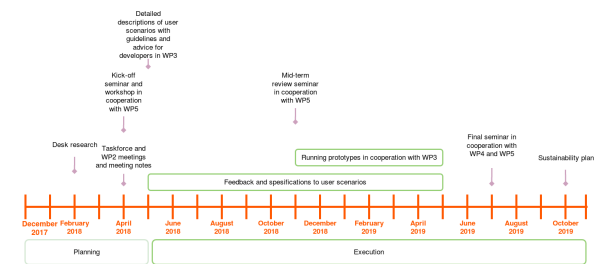 Detailed
descriptions of user
scenarios with
guidelines and
advice for
developers in WP3
Kick-off
seminar and
workshop in
cooperation
with WP5
Mid-term
review seminar
in cooperation
with WP5
Desk research
Taskforce and
WP2 meetings
and meeting notes
Final seminar in
cooperation with
WP4 and WP5
Sustainability plan
Running prototypes in cooperation with WP3
Feedback and spesifications to user scenarios
December
2017
February
2018
April
2018
June
2018
August
2018
October
2018
December
2018
February
2019
April
2019
June
2019
August
2019
October
2019
Planning
Execution